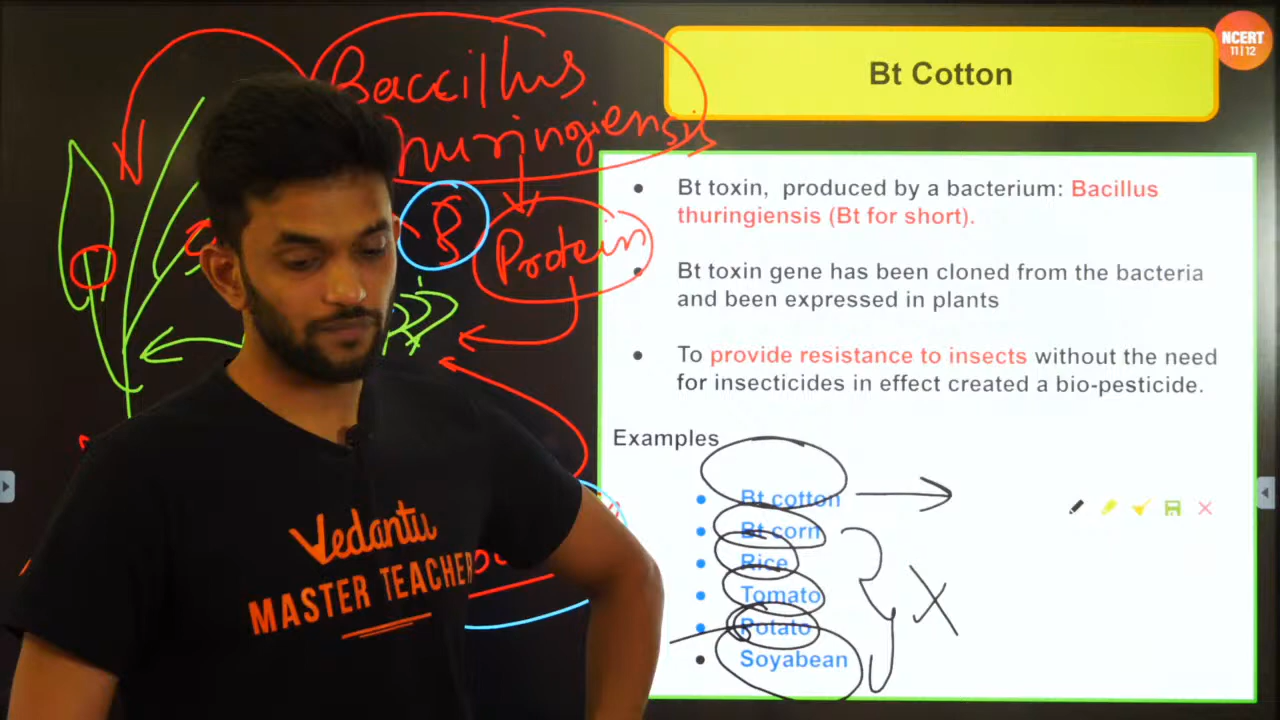 Baccillus
thuringiensis
Protein
NCERT
11|12
Bt Cotton
Bt toxin, produced by a bacterium: Bacillus
thuringiensis (Bt for short).
Bt toxin gene has been cloned from the bacteria
and been expressed in plants
To provide resistance to insects without the need
for insecticides in effect created a bio-pesticide.
Examples
Bt cotton
Bt corn
Rice
Tomato
Potato
Soyabean
X
Vedantu
MASTER TEACHER